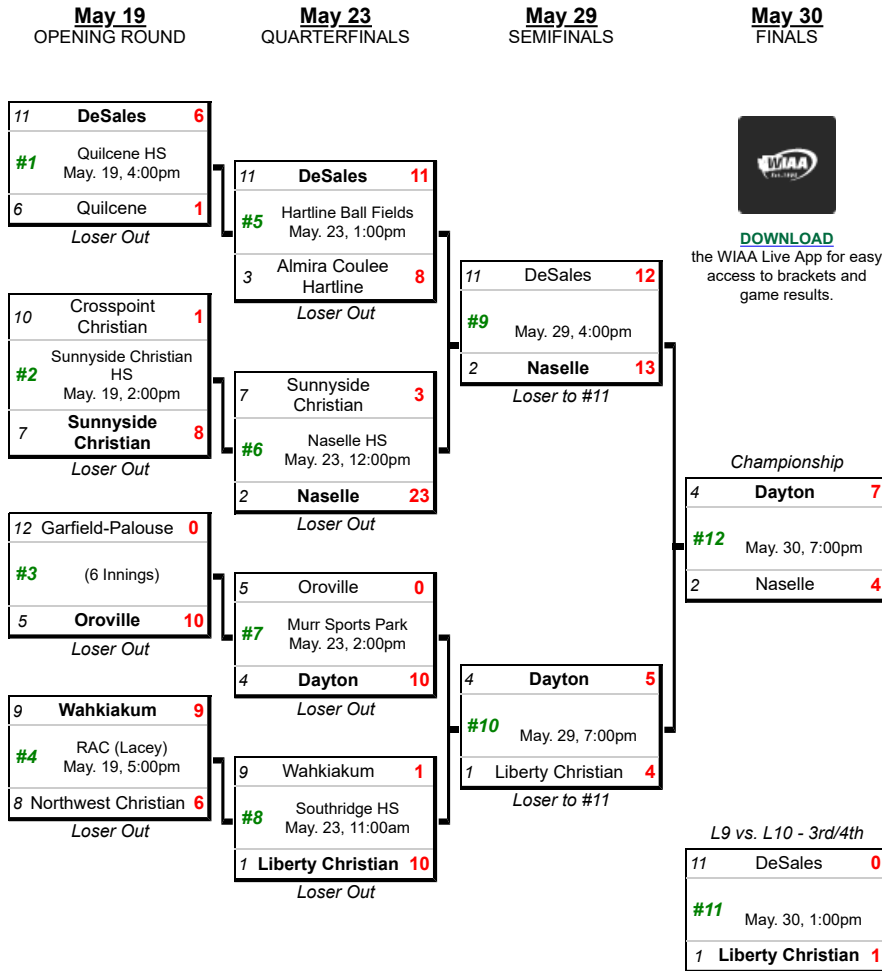 May 19
OPENING ROUND
May 23
QUARTERFINALS
May 29
SEMIFINALS
May 30
FINALS
11 DeSales 6
#1
Quilcene HS
May. 19, 4:00pm
6 Quilcene 1
Loser Out
10 Crosspoint
Christian 1
#2
Sunnyside Christian
HS
May. 19, 2:00pm
7 Sunnyside
Christian 8
Loser Out
12 Garfield-Palouse 0
#3 (6 Innings)
5 Oroville 10
Loser Out
9 Wahkiakum 9
#4
RAC (Lacey)
May. 19, 5:00pm
8 Northwest Christian 6
Loser Out
11 DeSales 11
#5
Hartline Ball Fields
May. 23, 1:00pm
3 Almira Coulee
Hartline 8
Loser Out
7 Sunnyside
Christian 3
#6
Naselle HS
May. 23, 12:00pm
2 Naselle 23
Loser Out
5 Oroville 0
#7
Murr Sports Park
May. 23, 2:00pm
4 Dayton 10
Loser Out
9 Wahkiakum 1
#8
Southridge HS
May. 23, 11:00am
1 Liberty Christian 10
Loser Out
11 DeSales 12
#9
May. 29, 4:00pm
2 Naselle 13
Loser to #11
4 Dayton 5
#10
May. 29, 7:00pm
1 Liberty Christian 4
Loser to #11
WIAA
DOWNLOAD
the WIAA Live App for easy
access to brackets and
game results.
Championship
4 Dayton 7
#12
May. 30, 7:00pm
2 Naselle 4
L9 vs. L10 - 3rd/4th
11 DeSales 0
#11
May. 30, 1:00pm
1 Liberty Christian 1